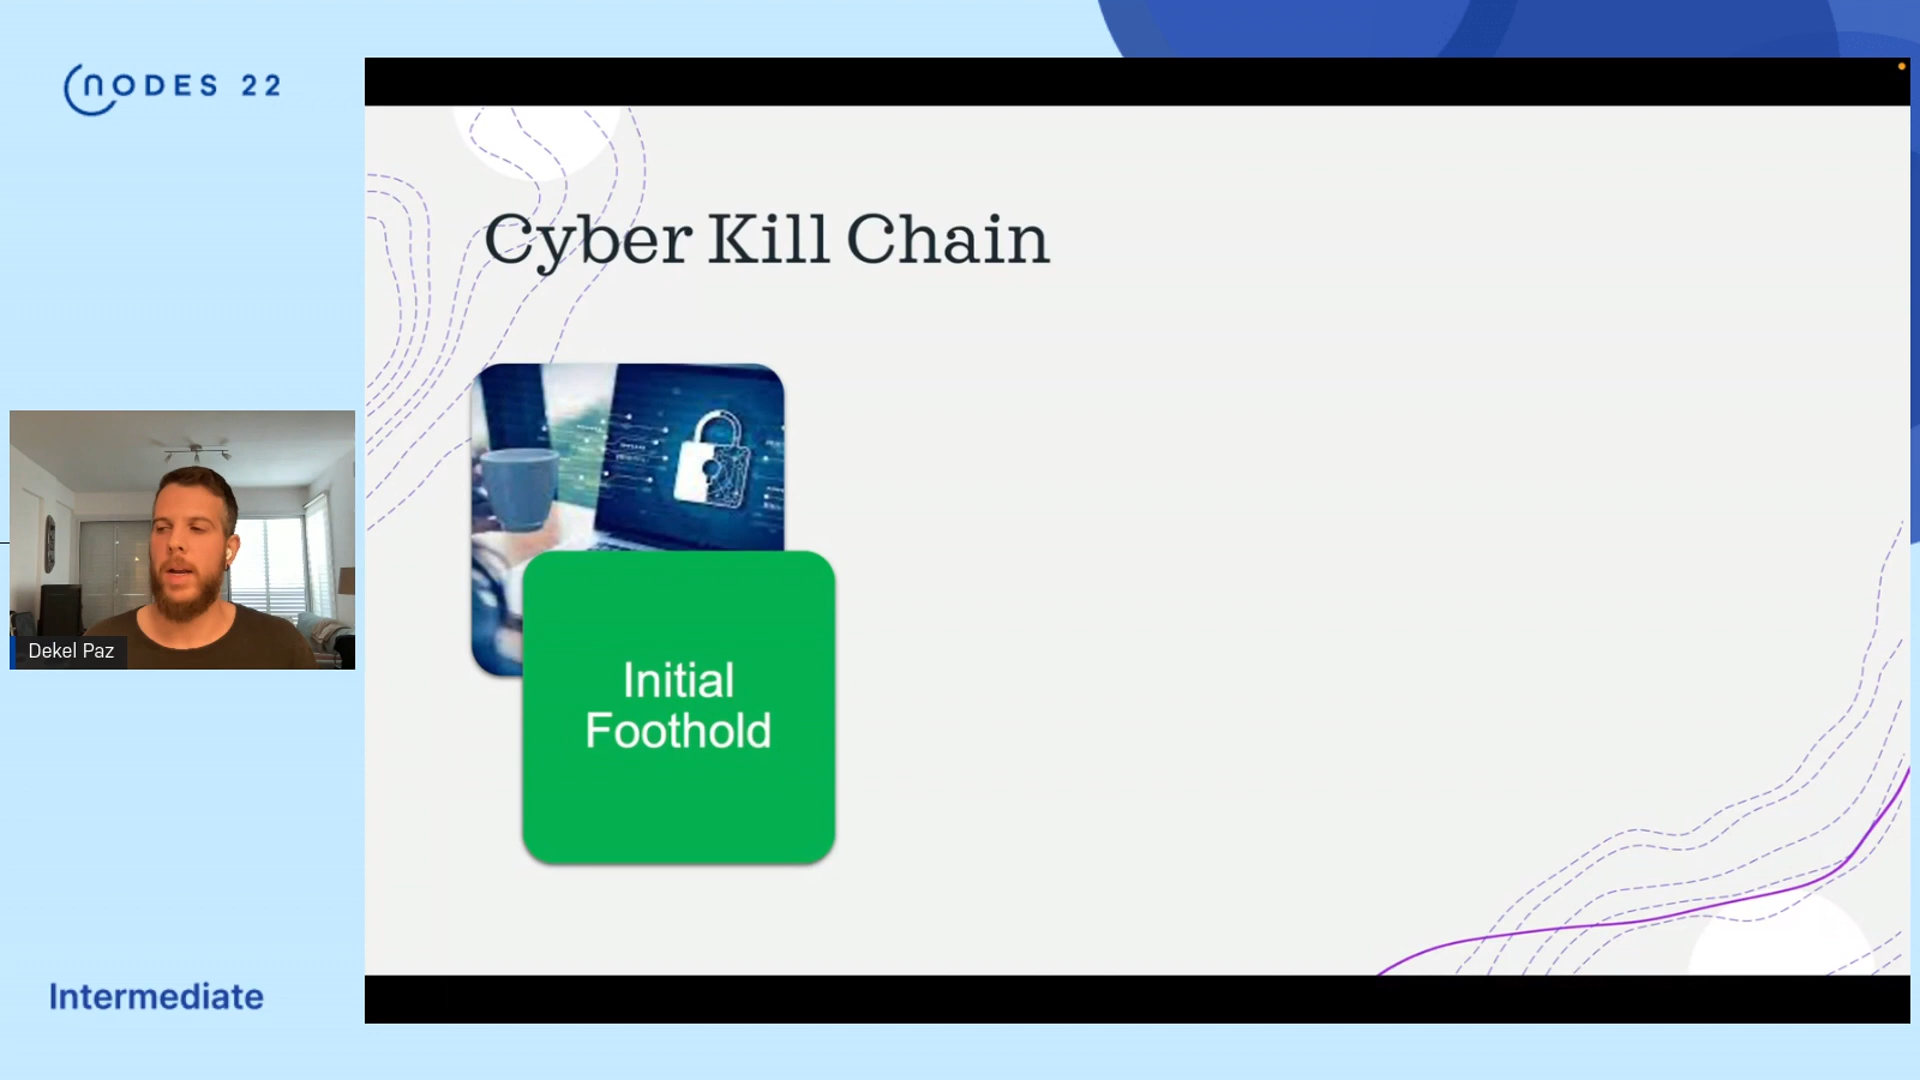 NODES 22
Cyber Kill Chain
Initial
Foothold
Dekel Paz
Intermediate